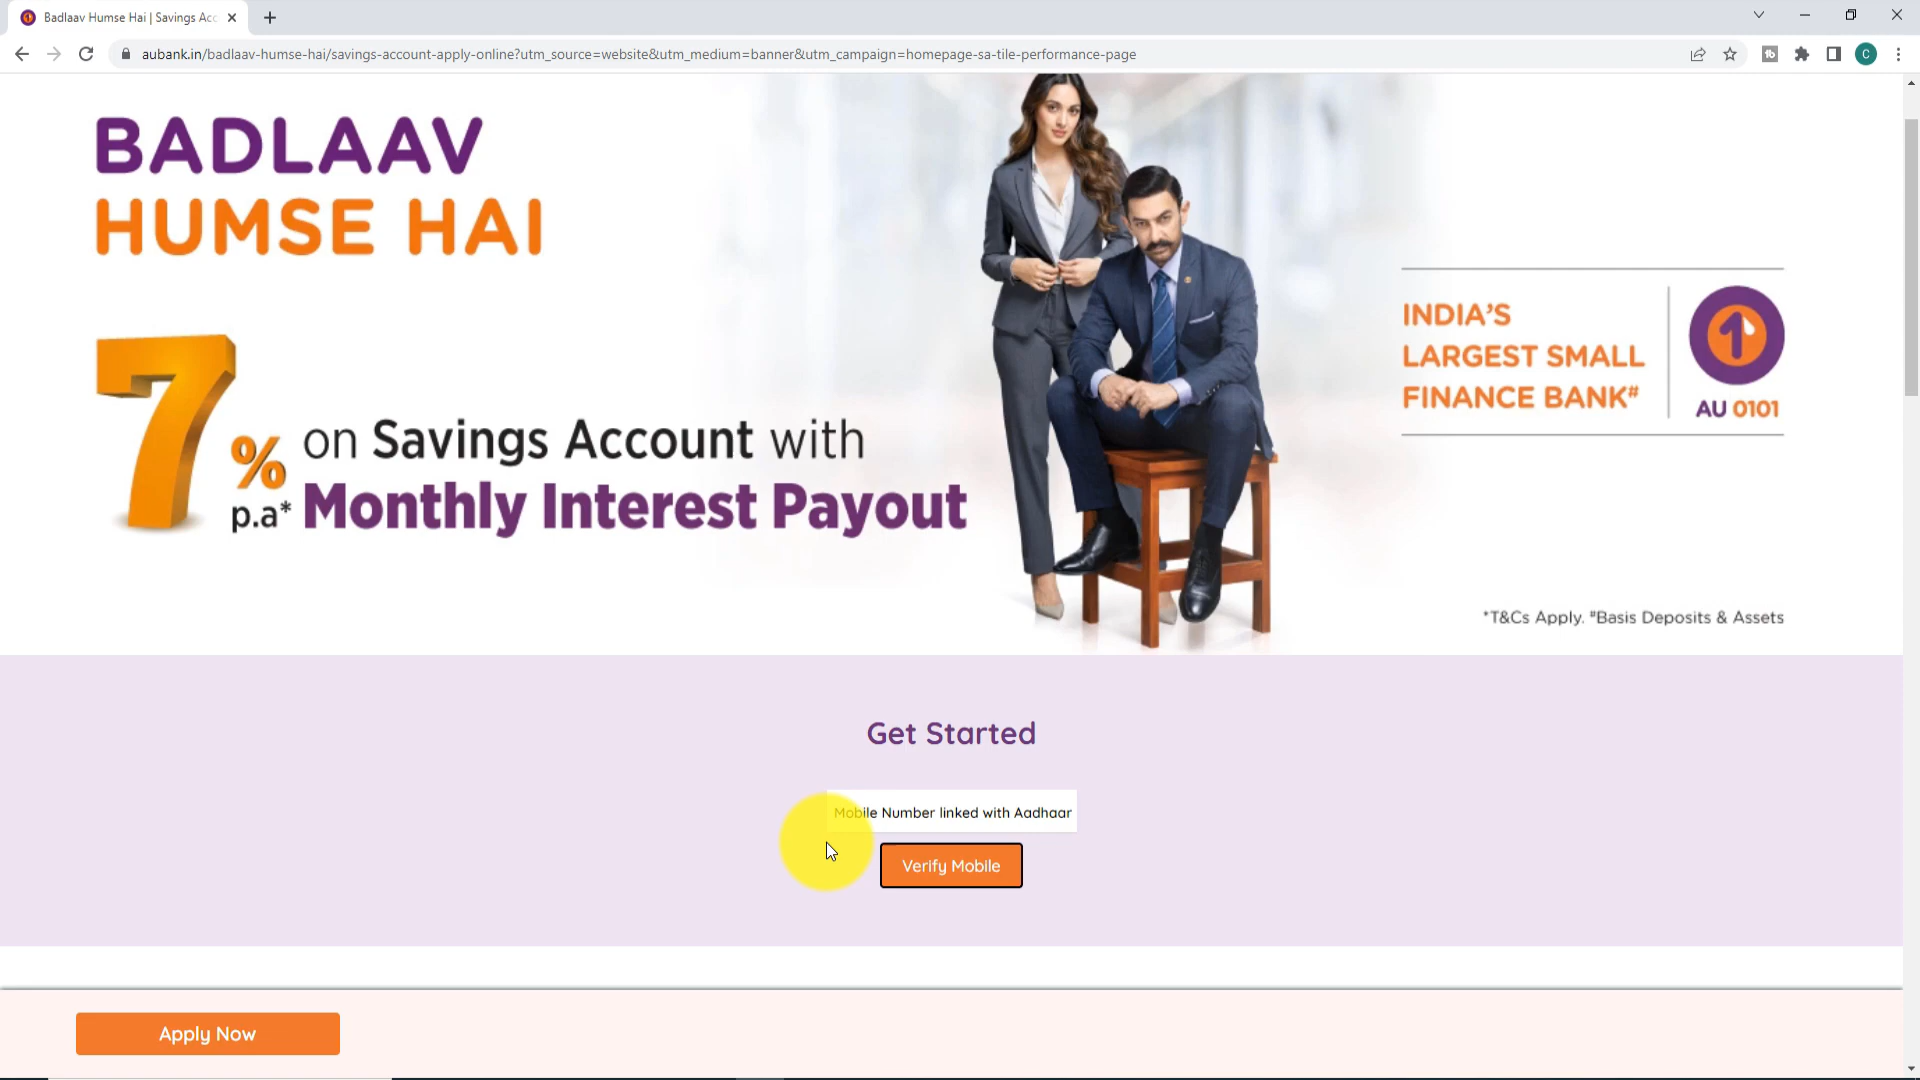 Badlaav Humse Hai | Savings Acc
aubank.in/badlaav-humse-hai/savings-account-apply-online?utm_source=website&utm_medium=banner&utm_campaign=homepage-sa-tile-performance-page
C
BADLAAV
HUMSE HAI
7% p.a* on Savings Account with
Monthly Interest Payout
INDIA'S
LARGEST SMALL
FINANCE BANK#
AU 0101
*T&Cs Apply. #Basis Deposits & Assets
Get Started
Mobile Number linked with Aadhaar
Verify Mobile
Apply Now